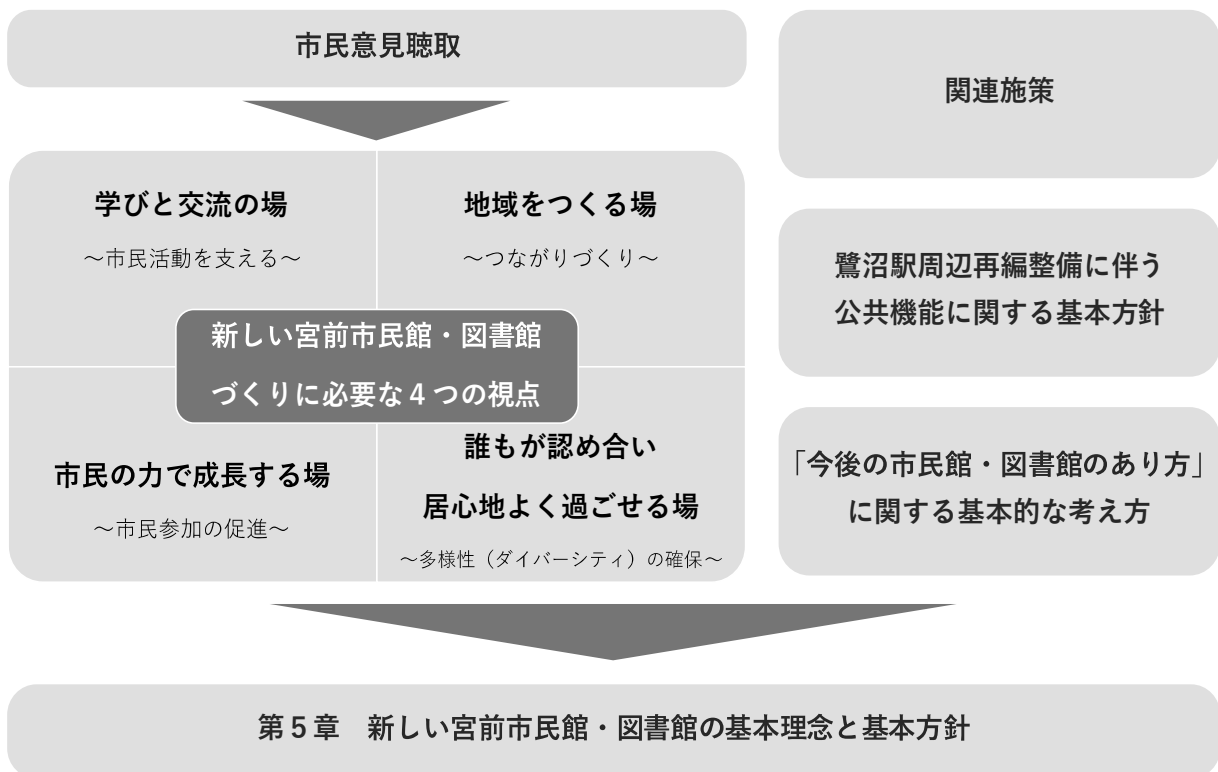 市民意見聴取
学びと交流の場
～市民活動を支える～
地域をつくる場
～つながりづくり～
新しい宮前市民館・図書館
づくりに必要な４つの視点
市民の力で成長する場
～市民参加の促進～
誰もが認め合い
居心地よく過ごせる場
～多様性（ダイバーシティ）の確保～
関連施策
鷺沼駅周辺再編整備に伴う
公共機能に関する基本方針
「今後の市民館・図書館のあり方」
に関する基本的な考え方
第５章　新しい宮前市民館・図書館の基本理念と基本方針